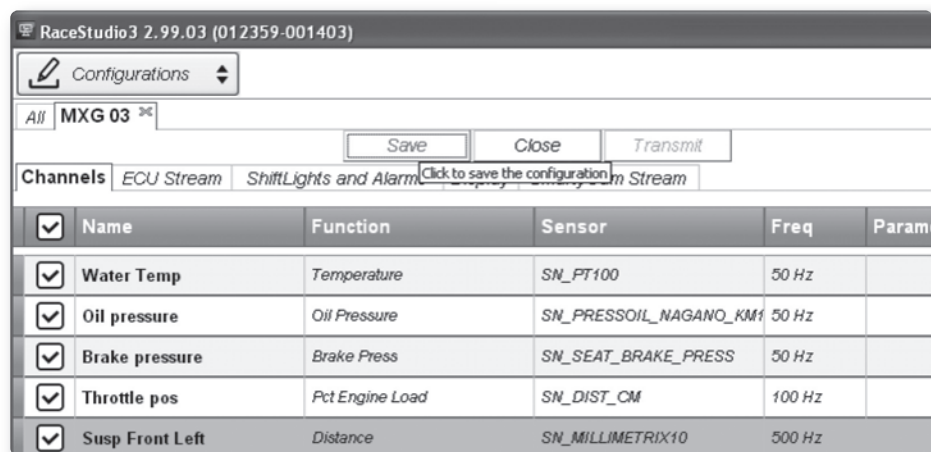 RaceStudio3 2.99.03 (012359-001403)
Configurations
All MXG 03
Save Close Transmit
Click to save the configuration
Channels ECU Stream ShiftLights and Alarm m Stream
Name Function Sensor Freq Param
Water Temp Temperature SN_PT100 50 Hz
Oil pressure Oil Pressure SN_PRESSOIL_NAGANO_KM1 50 Hz
Brake pressure Brake Press SN_SEAT_BRAKE_PRESS 50 Hz
Throttle pos Pct Engine Load SN_DIST_CM 100 Hz
Susp Front Left Distance SN_MILLIMETRIX10 500 Hz